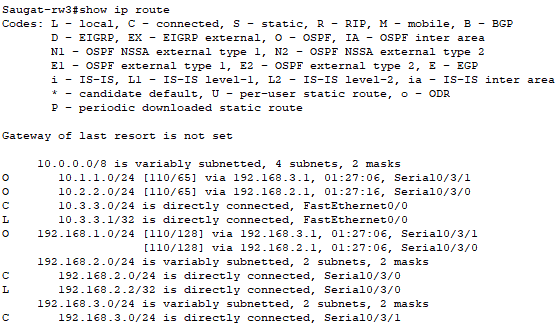 Saugat-rw3#show ip route
Codes: L - local, C - connected, S - static, R - RIP, M - mobile, B - BGP
       D - EIGRP, EX - EIGRP external, O - OSPF, IA - OSPF inter area
       N1 - OSPF NSSA external type 1, N2 - OSPF NSSA external type 2
       E1 - OSPF external type 1, E2 - OSPF external type 2, E - EGP
       i - IS-IS, L1 - IS-IS level-1, L2 - IS-IS level-2, ia - IS-IS inter area
       * - candidate default, U - per-user static route, o - ODR
       P - periodic downloaded static route

Gateway of last resort is not set

     10.0.0.0/8 is variably subnetted, 4 subnets, 2 masks
O       10.1.1.0/24 [110/65] via 192.168.3.1, 01:27:06, Serial0/3/1
O       10.2.2.0/24 [110/65] via 192.168.2.1, 01:27:16, Serial0/3/0
C       10.3.3.0/24 is directly connected, FastEthernet0/0
L       10.3.3.1/32 is directly connected, FastEthernet0/0
O    192.168.1.0/24 [110/128] via 192.168.3.1, 01:27:06, Serial0/3/1
                    [110/128] via 192.168.2.1, 01:27:06, Serial0/3/0
     192.168.2.0/24 is variably subnetted, 2 subnets, 2 masks
C       192.168.2.0/24 is directly connected, Serial0/3/0
L       192.168.2.2/32 is directly connected, Serial0/3/0
     192.168.3.0/24 is variably subnetted, 2 subnets, 2 masks
C       192.168.3.0/24 is directly connected, Serial0/3/1